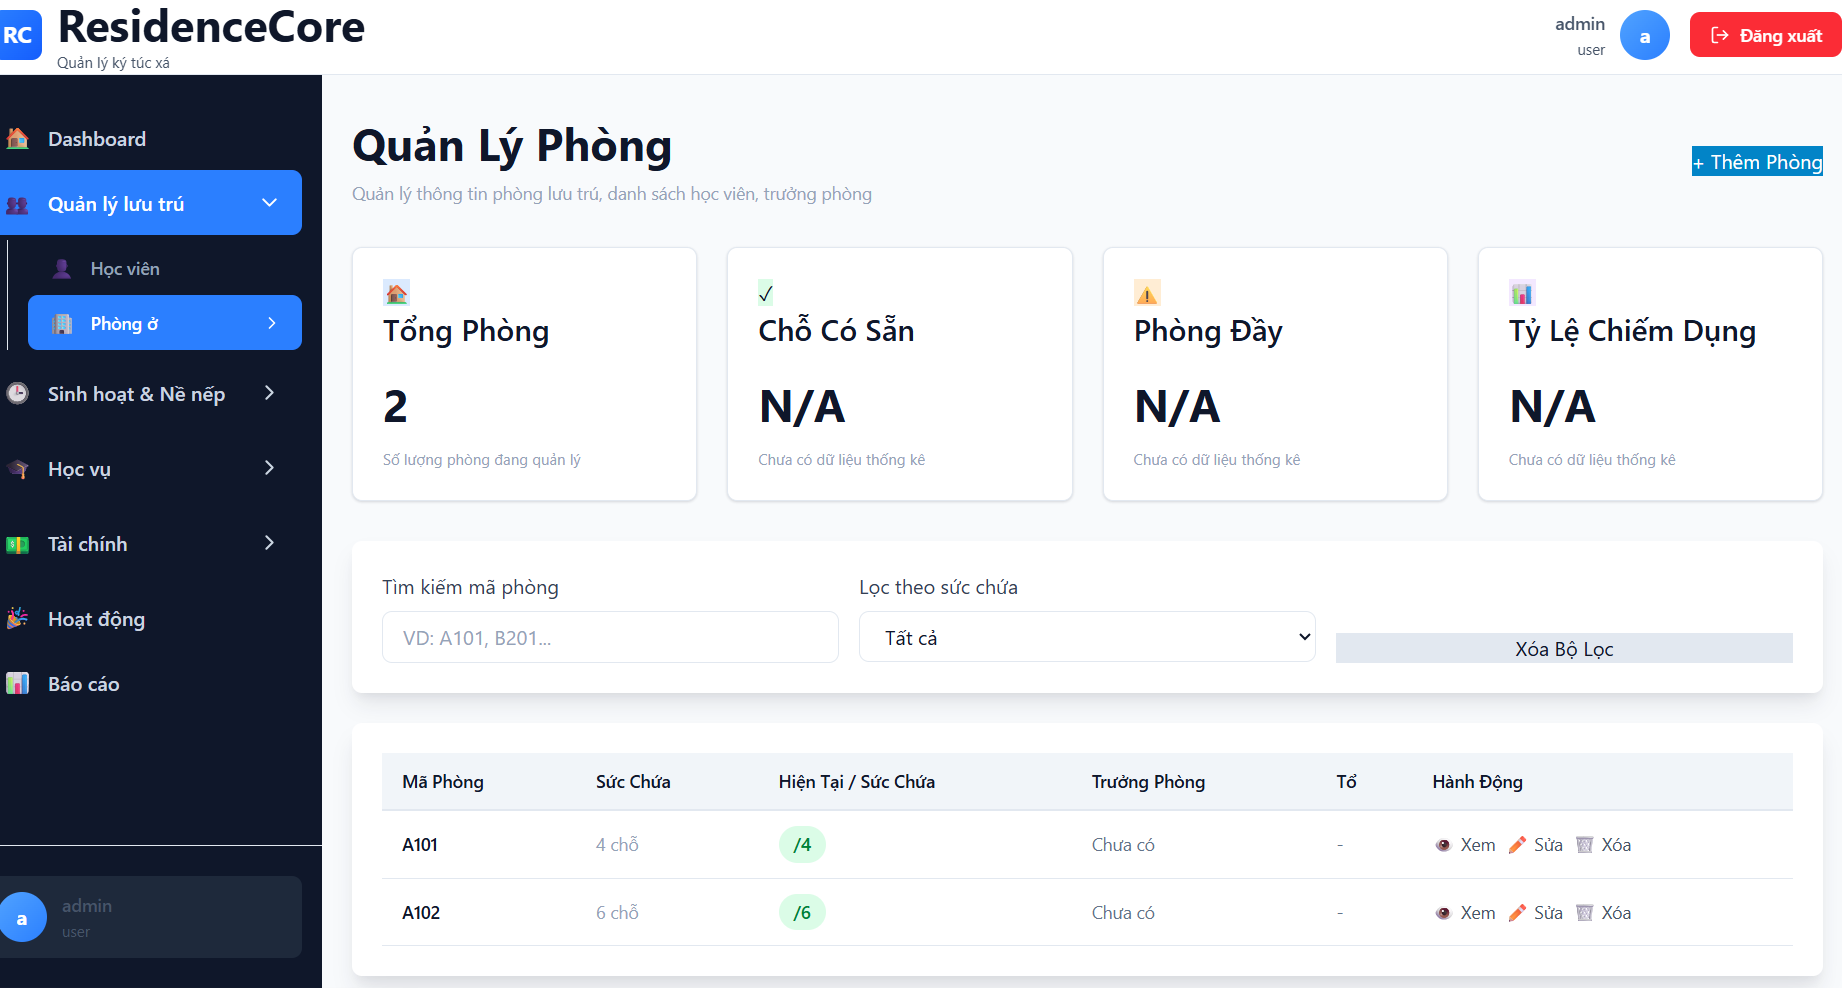 RC
ResidenceCore
Quản lý ký túc xá
admin
user
a
Đăng xuất
Dashboard
Quản lý lưu trú
Học viên
Phòng ở
Sinh hoạt & Nề nếp
Học vụ
Tài chính
Hoạt động
Báo cáo
a
admin
user
Quản Lý Phòng
Quản lý thông tin phòng lưu trú, danh sách học viên, trưởng phòng
+ Thêm Phòng
Tổng Phòng
2
Số lượng phòng đang quản lý
Chỗ Có Sẵn
N/A
Chưa có dữ liệu thống kê
Phòng Đầy
N/A
Chưa có dữ liệu thống kê
Tỷ Lệ Chiếm Dụng
N/A
Chưa có dữ liệu thống kê
Tìm kiếm mã phòng
VD: A101, B201...
Lọc theo sức chứa
Tất cả
Xóa Bộ Lọc
Mã Phòng Sức Chứa Hiện Tại / Sức Chứa Trưởng Phòng Tổ Hành Động
A101 4 chỗ /4 Chưa có - Xem Sửa Xóa
A102 6 chỗ /6 Chưa có - Xem Sửa Xóa